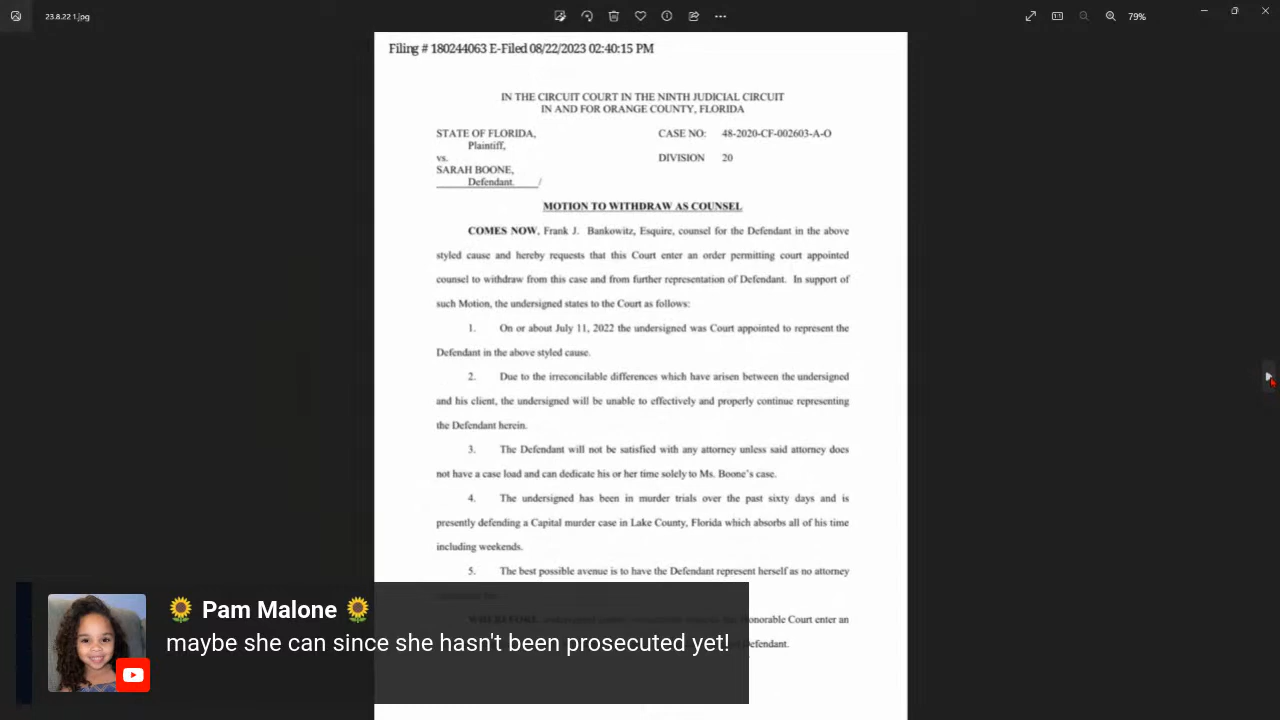 23.8.22 1.jpg
79%
Filing # 180244063 E-Filed 08/22/2023 02:40:15 PM
IN THE CIRCUIT COURT IN THE NINTH JUDICIAL CIRCUIT
IN AND FOR ORANGE COUNTY, FLORIDA
STATE OF FLORIDA, CASE NO: 48-2020-CF-002603-A-O
Plaintiff,
vs. DIVISION 20
SARAH BOONE,
Defendant. /
MOTION TO WITHDRAW AS COUNSEL
COMES NOW, Frank J. Bankowitz, Esquire, counsel for the Defendant in the above
styled cause and hereby requests that this Court enter an order permitting court appointed
counsel to withdraw from this case and from further representation of Defendant. In support of
such Motion, the undersigned states to the Court as follows:
1. On or about July 11, 2022 the undersigned was Court appointed to represent the
Defendant in the above styled cause.
2. Due to the irreconcilable differences which have arisen between the undersigned
and his client, the undersigned will be unable to effectively and properly continue representing
the Defendant herein.
3. The Defendant will not be satisfied with any attorney unless said attorney does
not have a case load and can dedicate his or her time solely to Ms. Boone's case.
4. The undersigned has been in murder trials over the past sixty days and is
presently defending a Capital murder case in Lake County, Florida which absorbs all of his time
including weekends.
5. The best possible avenue is to have the Defendant represent herself as no attorney
WHEREFORE, Honorable Court enter an
Defendant.
🌻 Pam Malone 🌻
maybe she can since she hasn't been prosecuted yet!